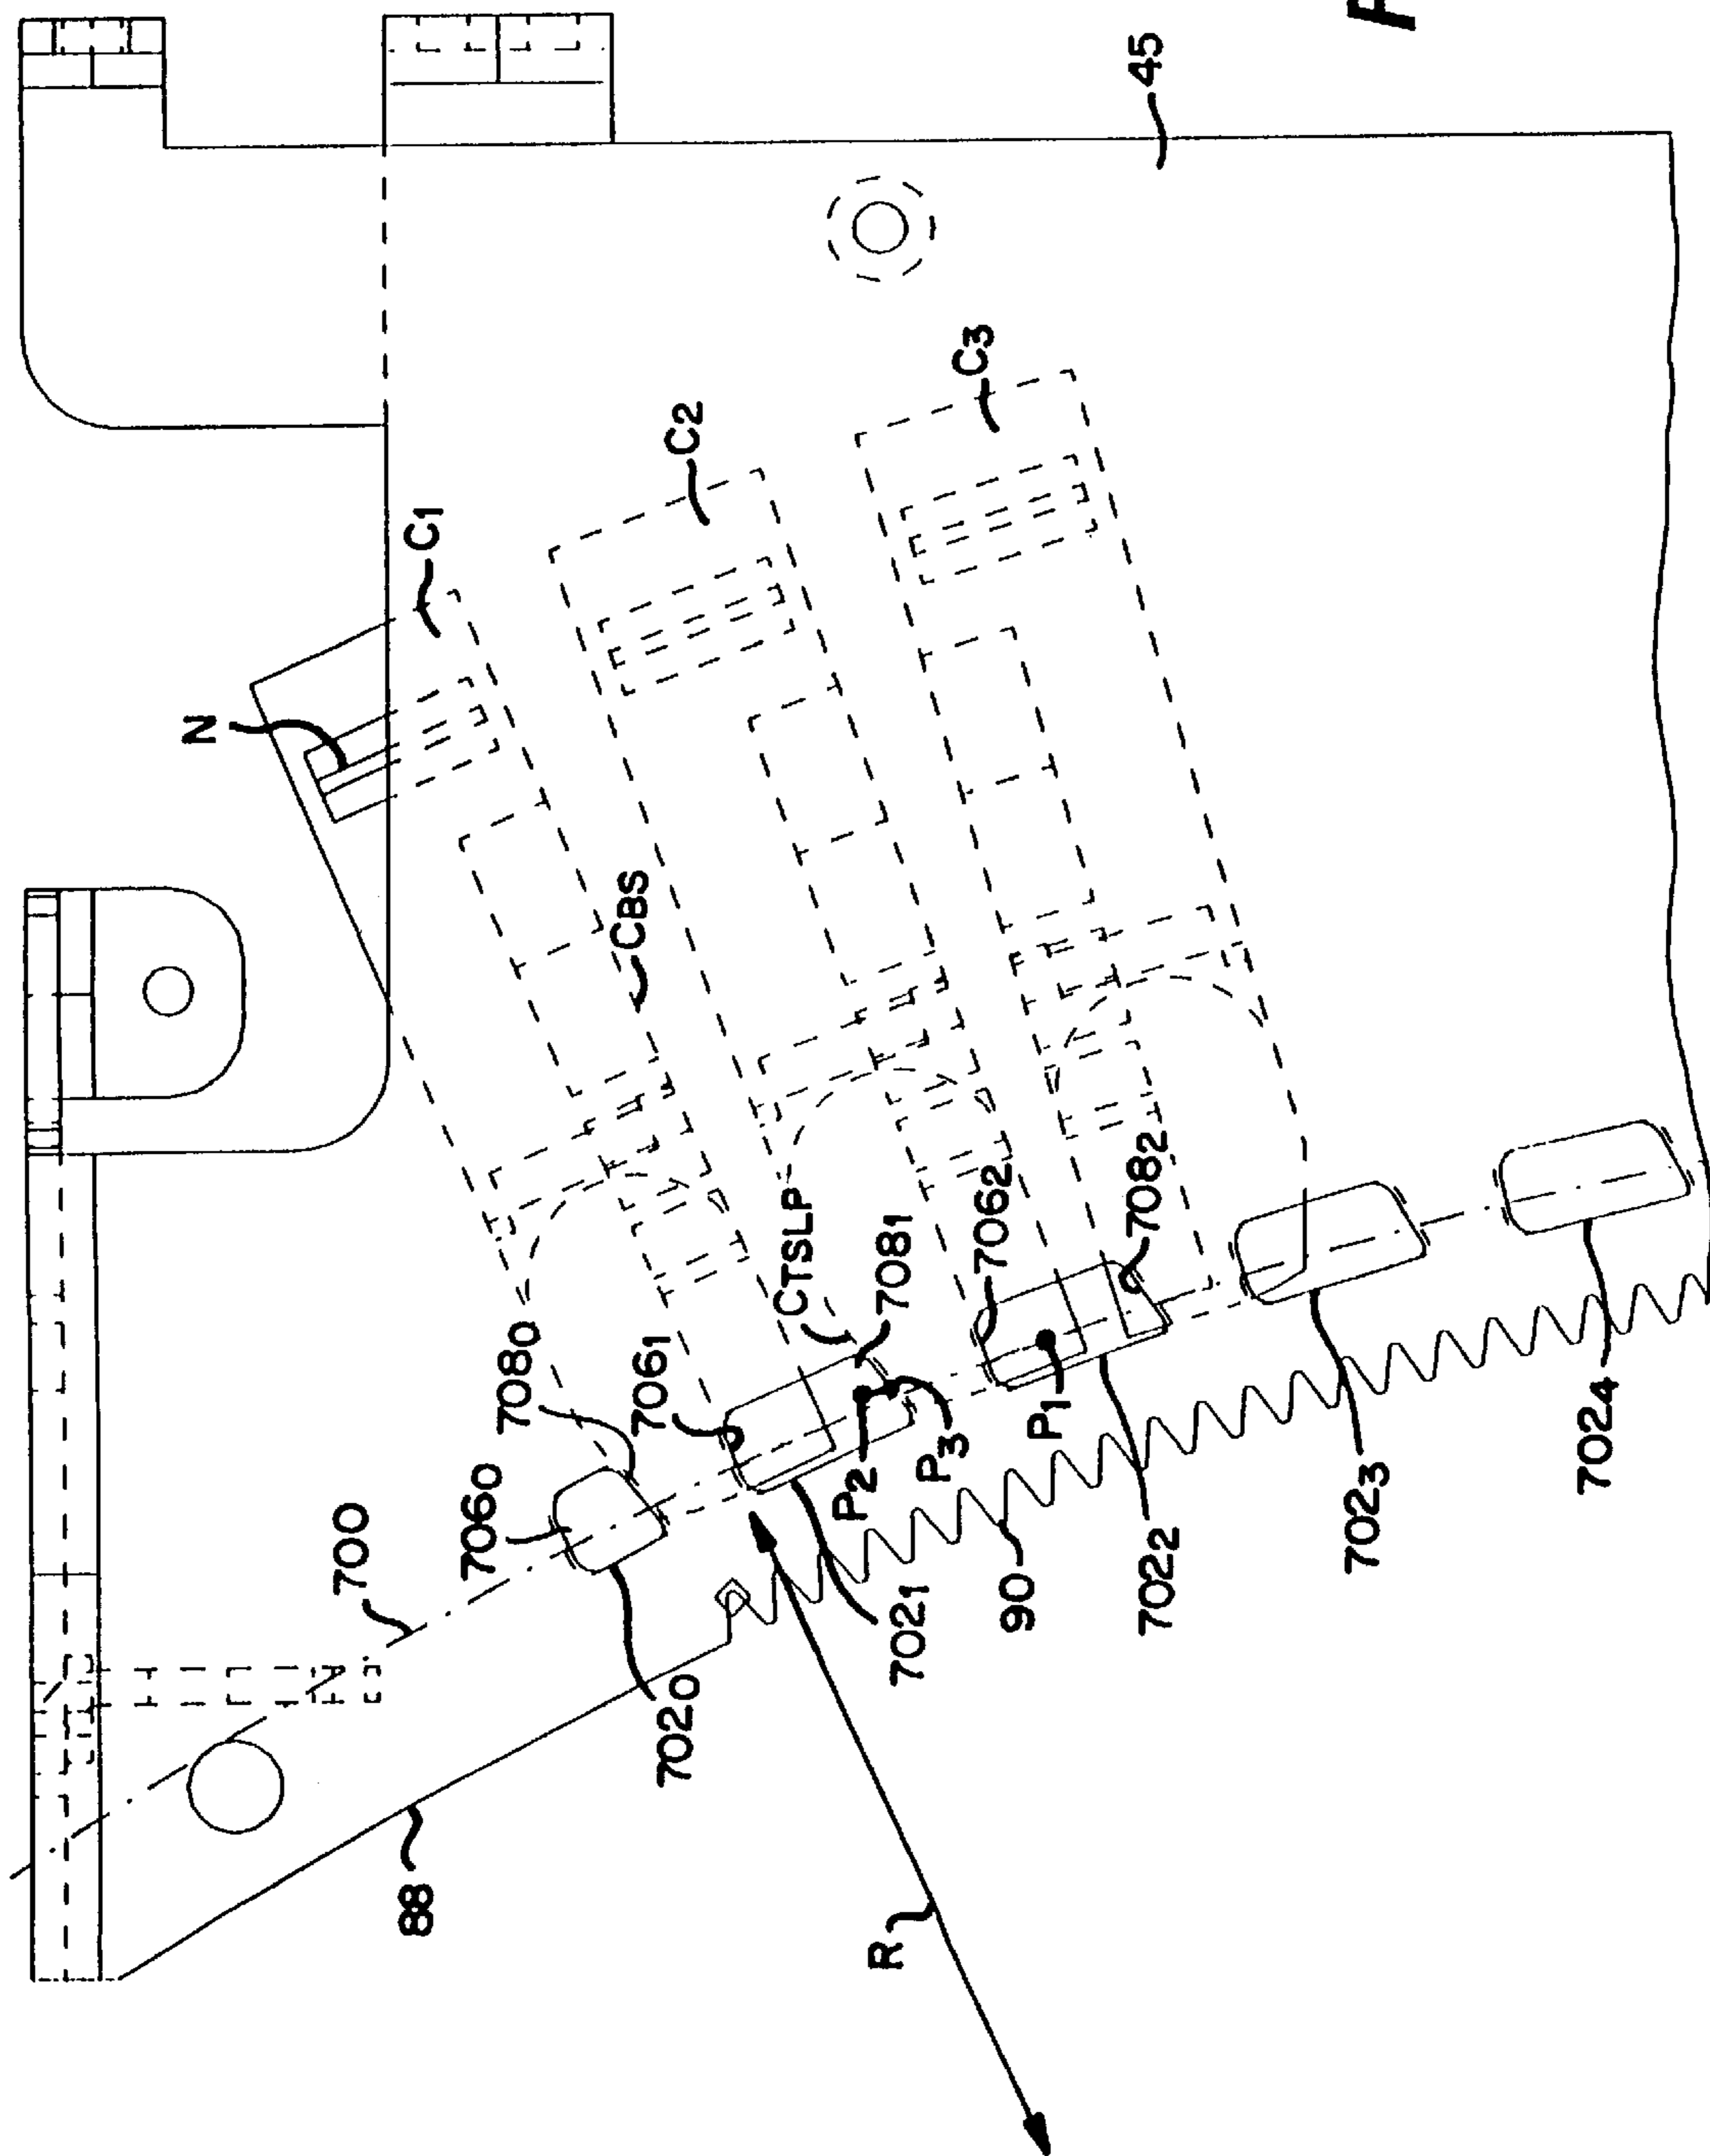 N
700
88
C1
706₀
708₀
CBS
706₁
702₀
C2
CTSLP
P₂
R
708₁
702₁
P₃
C3
706₂
90
P₁
45
708₂
702₂
702₃
702₄